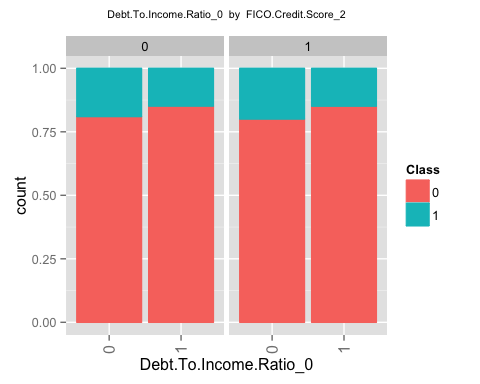 Debt.To.Income.Ratio_0 by FICO.Credit.Score_2
0 1
1.00
0.75
0.50
0.25
0.00
count
0 1 0 1
Debt.To.Income.Ratio_0
Class
0
1